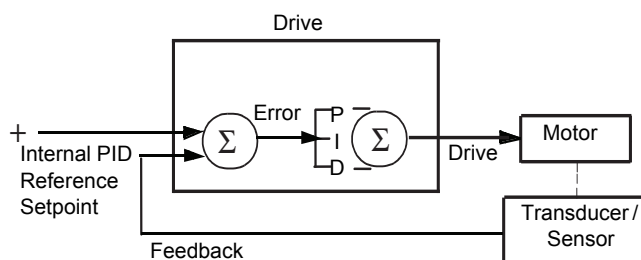 Drive
Error
P
Σ
I
Σ
D
+
Internal PID
Reference
Setpoint
Drive
Motor
Transducer /
Sensor
Feedback